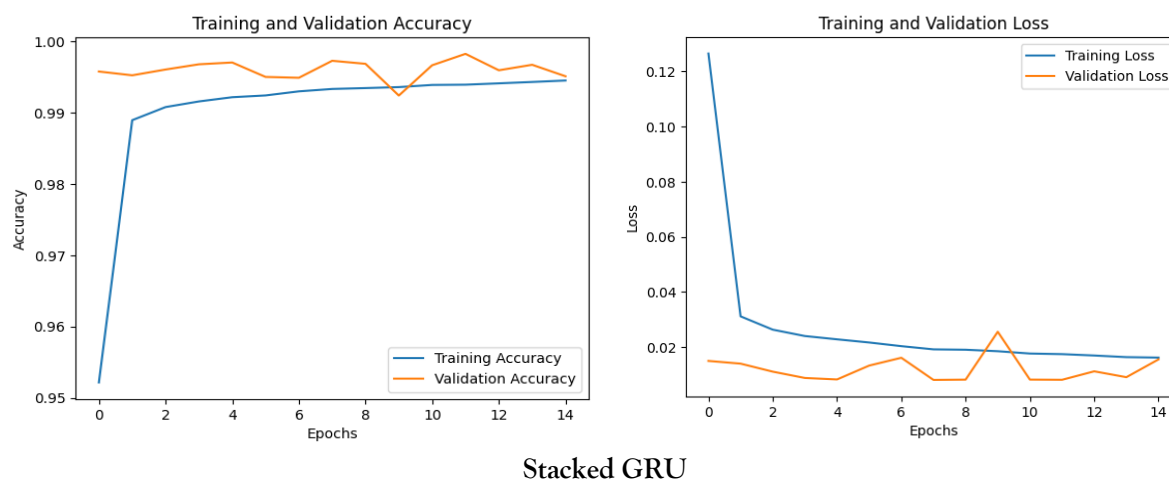 Training and Validation Accuracy
1.00
0.99
0.98
0.97
0.96
0.95
Accuracy
Training Accuracy
Validation Accuracy
0 2 4 6 8 10 12 14
Epochs
Training and Validation Loss
0.12
0.10
0.08
0.06
0.04
0.02
Loss
Training Loss
Validation Loss
0 2 4 6 8 10 12 14
Epochs
Stacked GRU